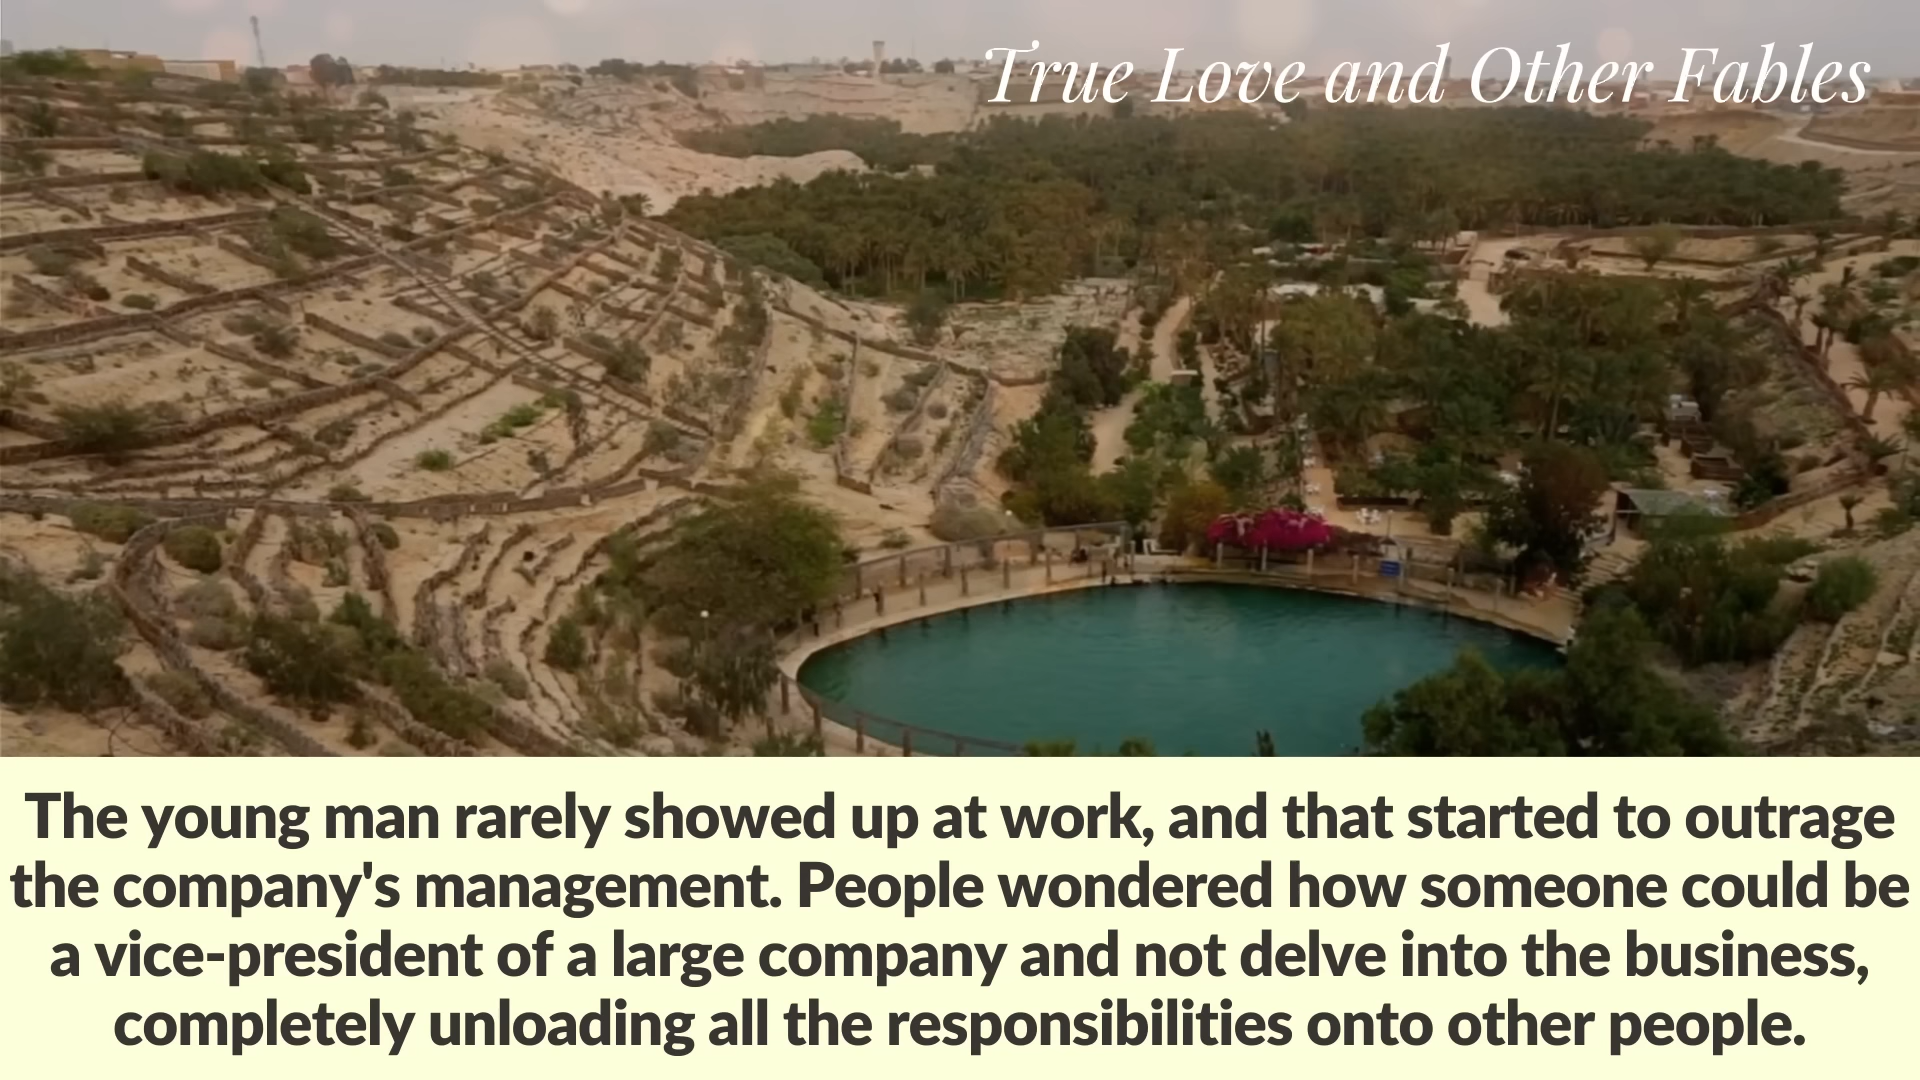 True Love and Other Fables
The young man rarely showed up at work, and that started to outrage
the company's management. People wondered how someone could be
a vice-president of a large company and not delve into the business,
completely unloading all the responsibilities onto other people.